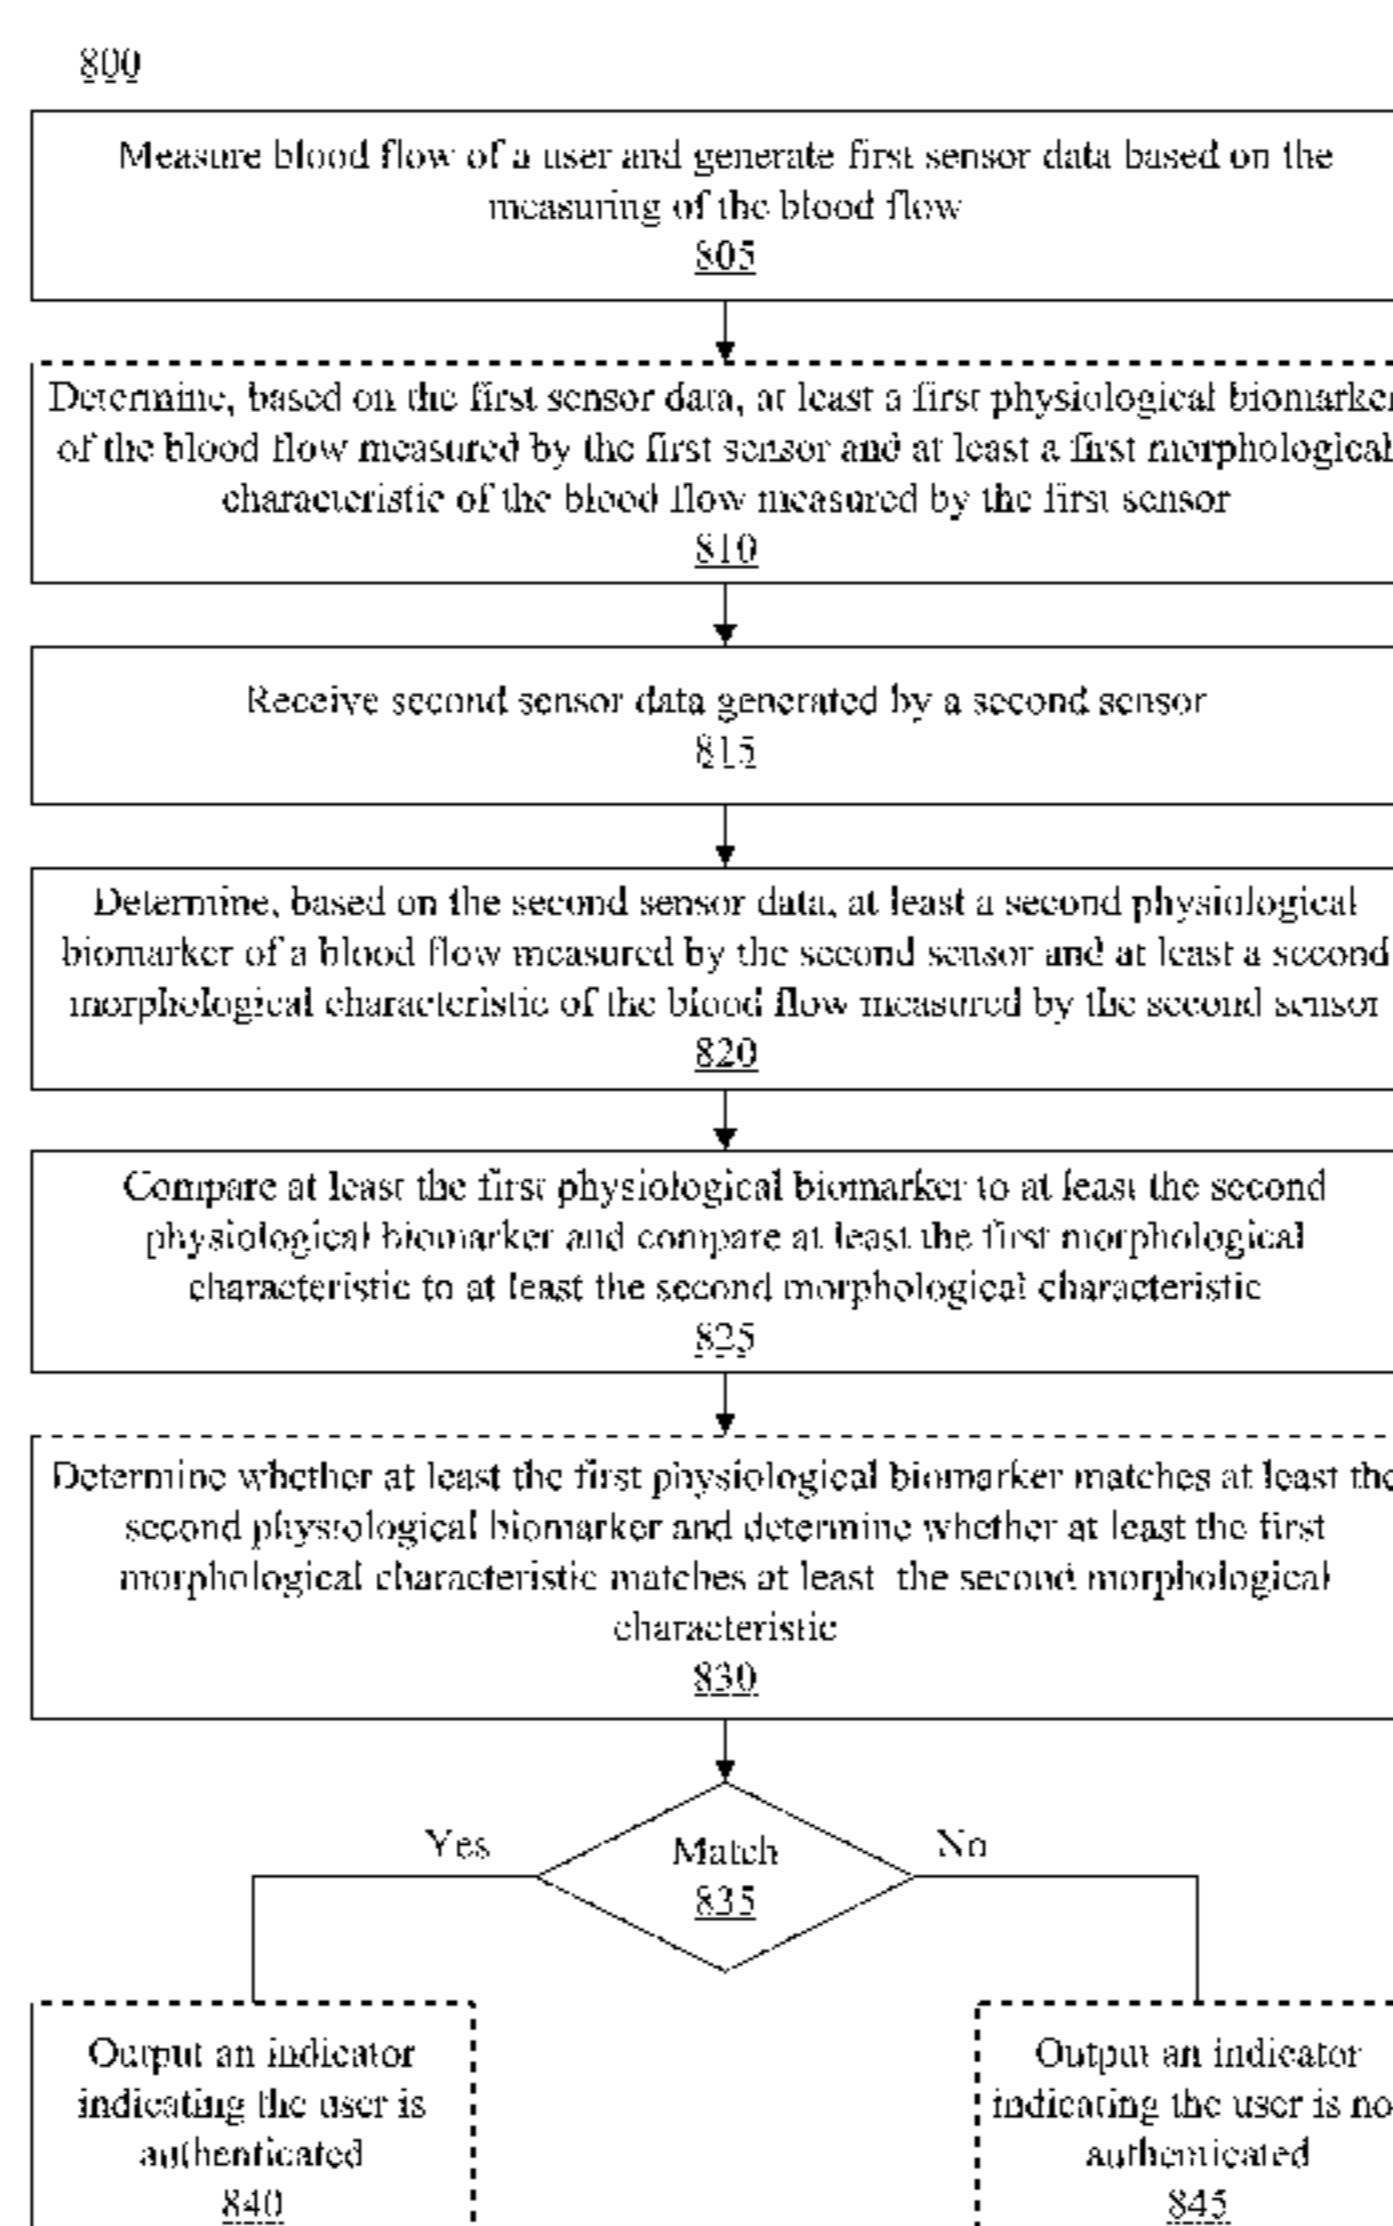 800
Measure blood flow of a user and generate first sensor data based on the
measuring of the blood flow
805
Determine, based on the first sensor data, at least a first physiological biomarker
of the blood flow measured by the first sensor and at least a first morphological
characteristic of the blood flow measured by the first sensor
810
Receive second sensor data generated by a second sensor
815
Determine, based on the second sensor data, at least a second physiological
biomarker of a blood flow measured by the second sensor and at least a second
morphological characteristic of the blood flow measured by the second sensor
820
Compare at least the first physiological biomarker to at least the second
physiological biomarker and compare at least the first morphological
characteristic to at least the second morphological characteristic
825
Determine whether at least the first physiological biomarker matches at least the
second physiological biomarker and determine whether at least the first
morphological characteristic matches at least the second morphological
characteristic
830
Yes
Match
835
No
Output an indicator
indicating the user is
authenticated
840
Output an indicator
indicating the user is no
authenticated
845